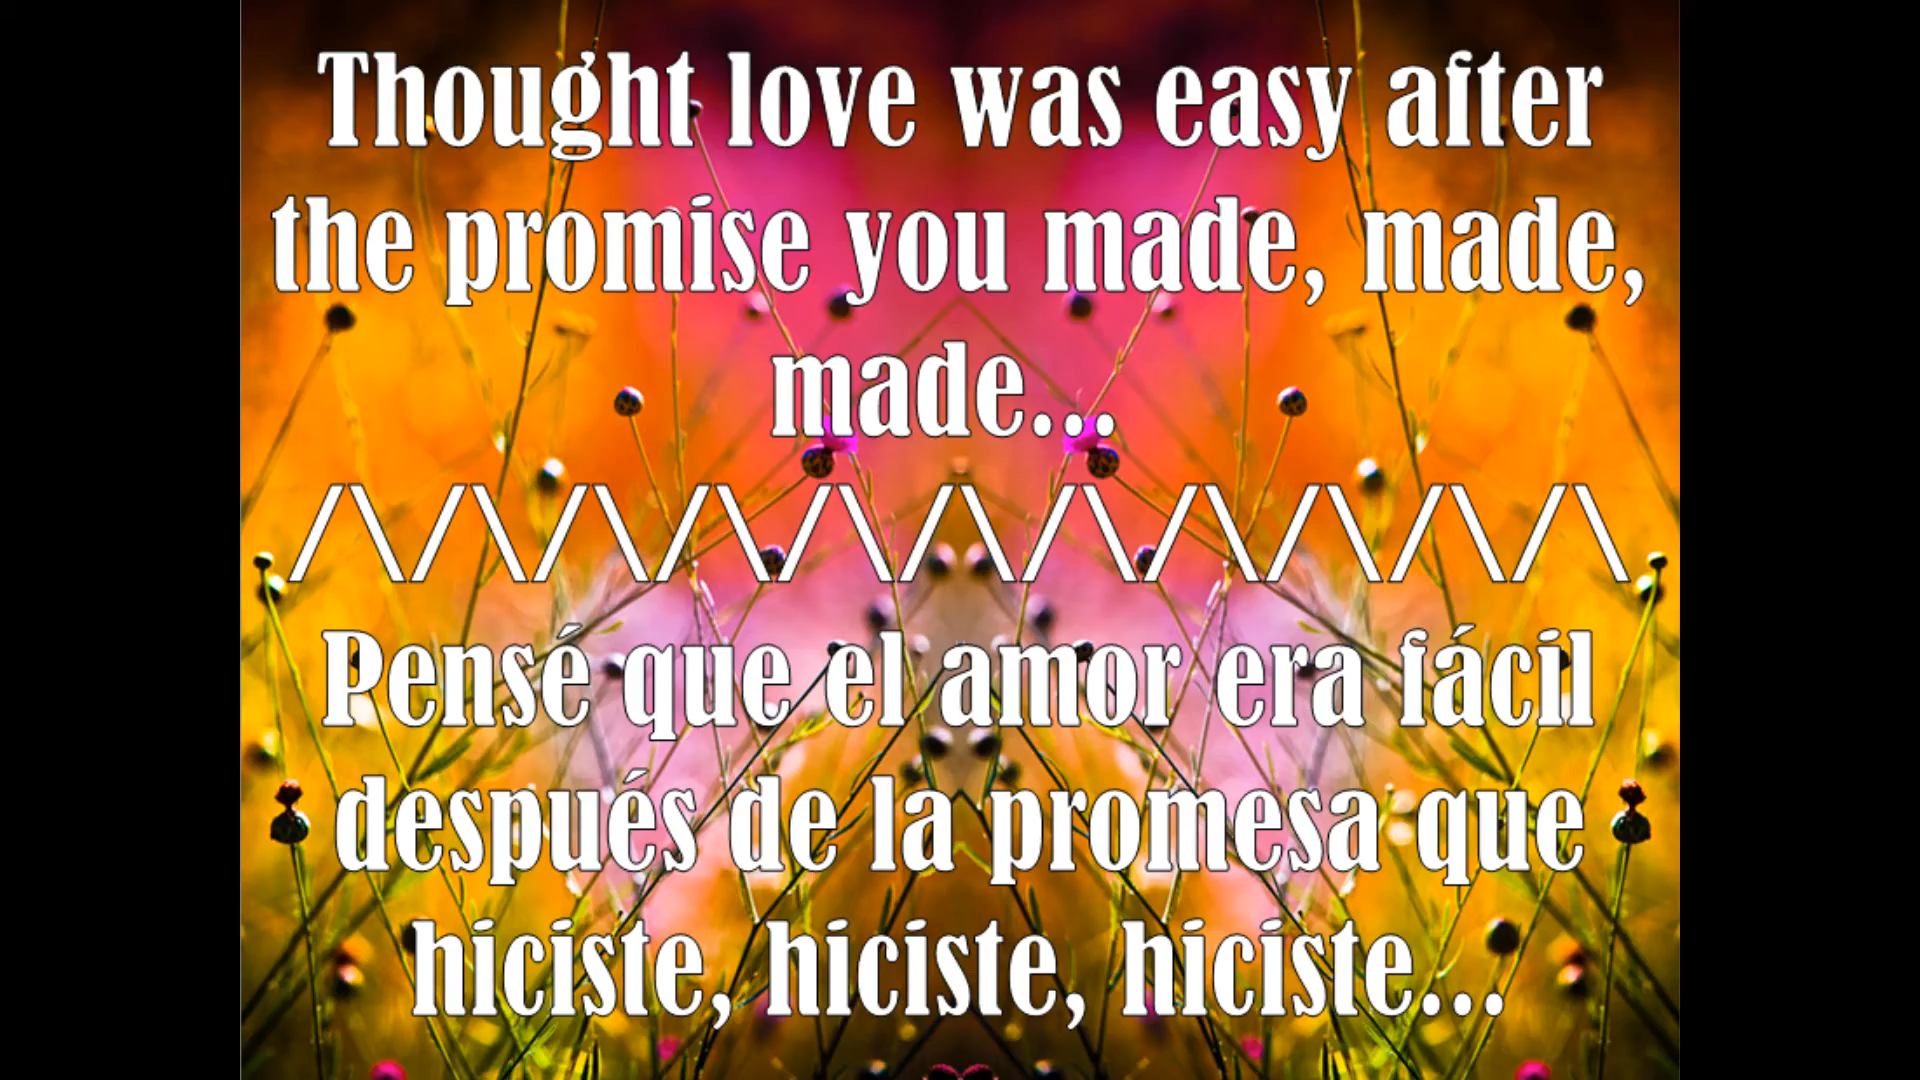 Thought love was easy after
the promise you made, made,
made...
/\/\/\/\/\/\/\/\/\/\/\
Pensé que el amor era fácil
después de la promesa que
hiciste, hiciste, hiciste...